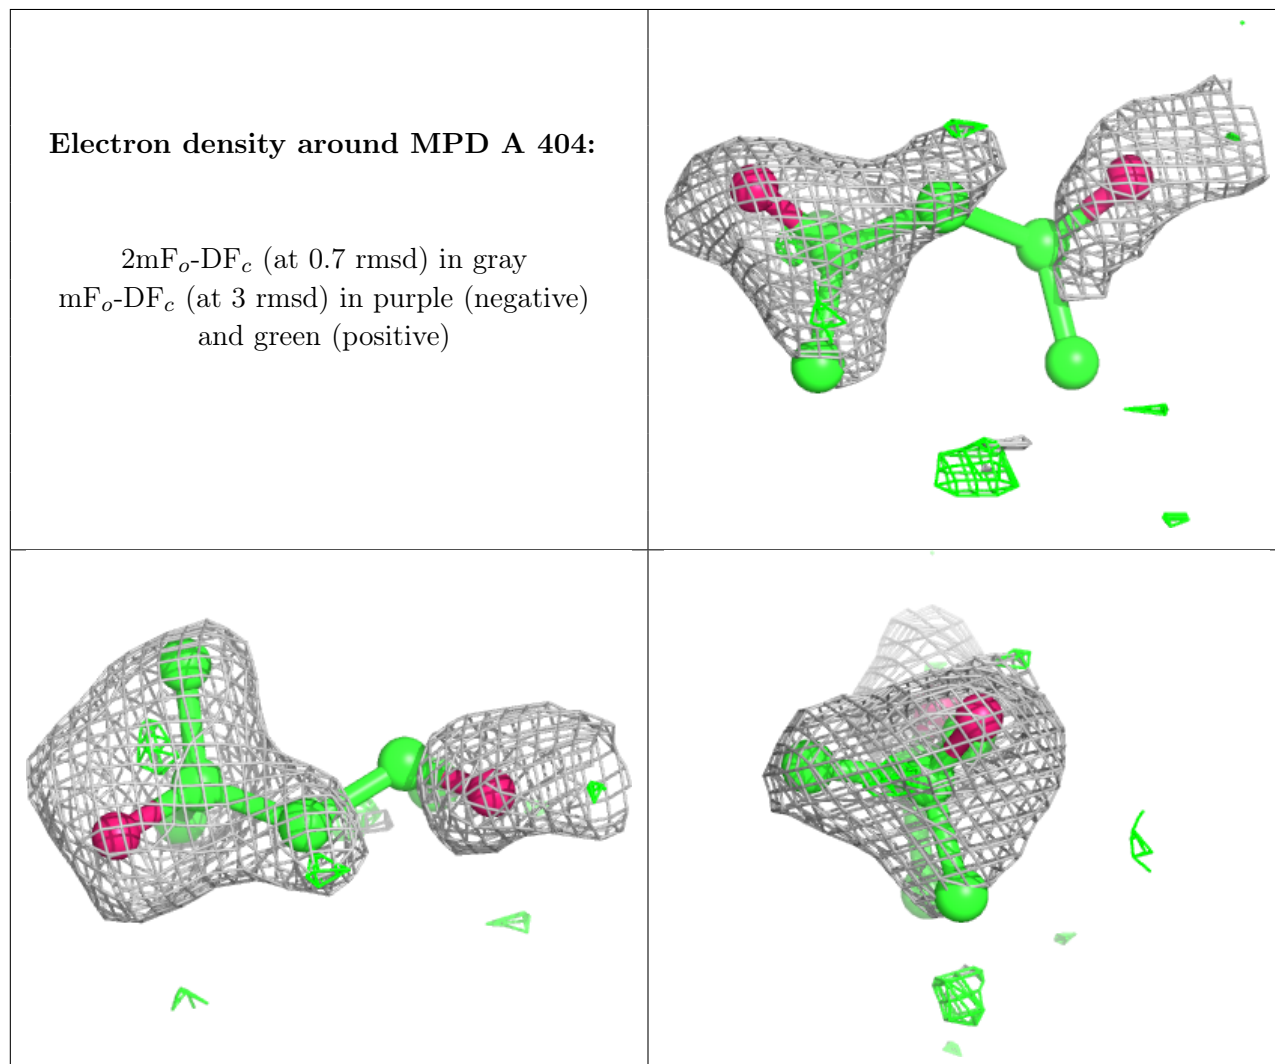 Electron density around MPD A 404:
2mFo-DFc (at 0.7 rmsd) in gray
mFo-DFc (at 3 rmsd) in purple (negative)
and green (positive)